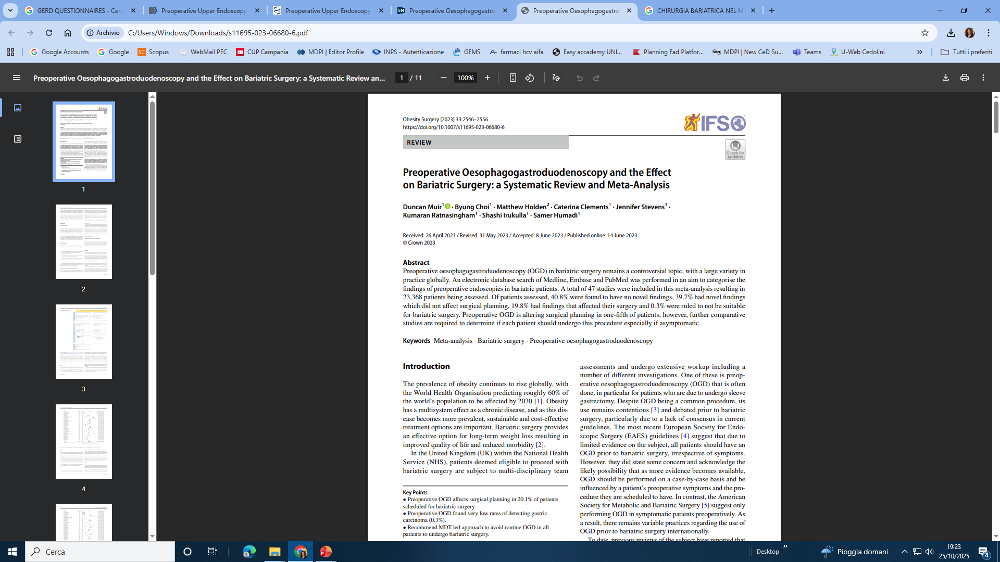 GERD QUESTIONNAIRES - Cerc
Preoperative Upper Endoscopy
Preoperative Upper Endoscopy
Preoperative Oesophagogastro
Preoperative Oesophagogastro
CHIRURGIA BARIATRICA NEL M
Archivio
C:/Users/Windows/Downloads/s11695-023-06680-6.pdf
Google Accounts
Google
Scopus
WebMail PEC
CUP Campania
MDPI | Editor Profile
INPS - Autenticazione
GEMS
farmaci hcv aifa
Easy accademy UNI...
Planning Fad Platfor...
MDPI | New CeD Su...
Teams
U-Web Cedolini
Tutti i preferiti
Preoperative Oesophagogastroduodenoscopy and the Effect on Bariatric Surgery: a Systematic Review an...
1 / 11
100%
1
2
3
4
Obesity Surgery (2023) 33:2546–2556
https://doi.org/10.1007/s11695-023-06680-6
IFSO
REVIEW
Check for
updates
Preoperative Oesophagogastroduodenoscopy and the Effect
on Bariatric Surgery: a Systematic Review and Meta-Analysis
Duncan Muir1 · Byung Choi1 · Matthew Holden2 · Caterina Clements1 · Jennifer Stevens1 ·
Kumaran Ratnasingham1 · Shashi Irukulla1 · Samer Humadi1
Received: 26 April 2023 / Revised: 31 May 2023 / Accepted: 8 June 2023 / Published online: 14 June 2023
© Crown 2023
Abstract
Preoperative oesophagogastroduodenoscopy (OGD) in bariatric surgery remains a controversial topic, with a large variety in
practice globally. An electronic database search of Medline, Embase and PubMed was performed in an aim to categorise the
findings of preoperative endoscopies in bariatric patients. A total of 47 studies were included in this meta-analysis resulting in
23,368 patients being assessed. Of patients assessed, 40.8% were found to have no novel findings, 39.7% had novel findings
which did not affect surgical planning, 19.8% had findings that affected their surgery and 0.3% were ruled to not be suitable
for bariatric surgery. Preoperative OGD is altering surgical planning in one-fifth of patients; however, further comparative
studies are required to determine if each patient should undergo this procedure especially if asymptomatic.
Keywords Meta-analysis · Bariatric surgery · Preoperative oesophagogastroduodenoscopy
Introduction
The prevalence of obesity continues to rise globally, with
the World Health Organisation predicting roughly 60% of
the world's population to be affected by 2030 [1]. Obesity
has a multisystem effect as a chronic disease, and as this dis-
ease becomes more prevalent, sustainable and cost-effective
treatment options are important. Bariatric surgery provides
an effective option for long-term weight loss resulting in
improved quality of life and reduced morbidity [2].
In the United Kingdom (UK) within the National Health
Service (NHS), patients deemed eligible to proceed with
bariatric surgery are subject to multi-disciplinary team
Key Points
• Preoperative OGD affects surgical planning in 20.1% of patients
scheduled for bariatric surgery.
• Preoperative OGD found very low rates of detecting gastric
carcinoma (0.3%).
• Recommend MDT led approach to avoid routine OGD in all
patients to undergo bariatric surgery.
assessments and undergo extensive workup including a
number of different investigations. One of these is preop-
erative oesophagogastroduodenoscopy (OGD) that is often
done, in particular for patients who are due to undergo sleeve
gastrectomy. Despite OGD being a common procedure, its
use remains contentious [3] and debated prior to bariatric
surgery, particularly due to a lack of consensus in current
guidelines. The most recent European Society for Endo-
scopic Surgery (EAES) guidelines [4] suggest that due to
limited evidence on the subject, all patients should have an
OGD prior to bariatric surgery, irrespective of symptoms.
However, they did state some concern and acknowledge the
likely possibility that as more evidence becomes available,
OGD should be performed on a case-by-case basis and be
influenced by a patient's preoperative symptoms and the pro-
cedure they are scheduled to have. In contrast, the American
Society for Metabolic and Bariatric Surgery [5] suggest only
performing OGD in symptomatic patients preoperatively. As
a result, there remains variable practices regarding the use of
OGD prior to bariatric surgery internationally.
To date, previous reviews of the subject have reported that
Cerca
Desktop
Pioggia domani
19:23
25/10/2025
4